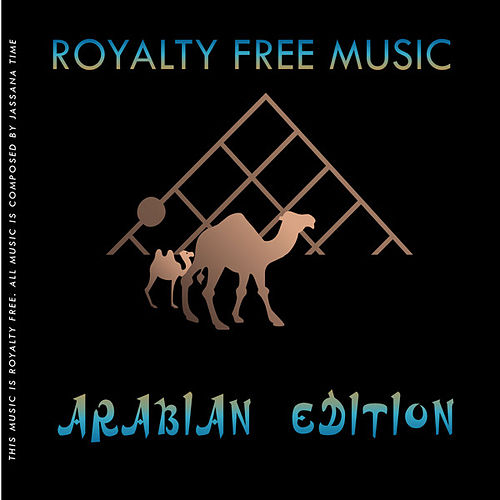 ROYALTY FREE MUSIC
THIS MUSIC IS ROYALTY FREE. ALL MUSIC IS COMPOSED BY JASSANA TIME
ARABIAN EDITION